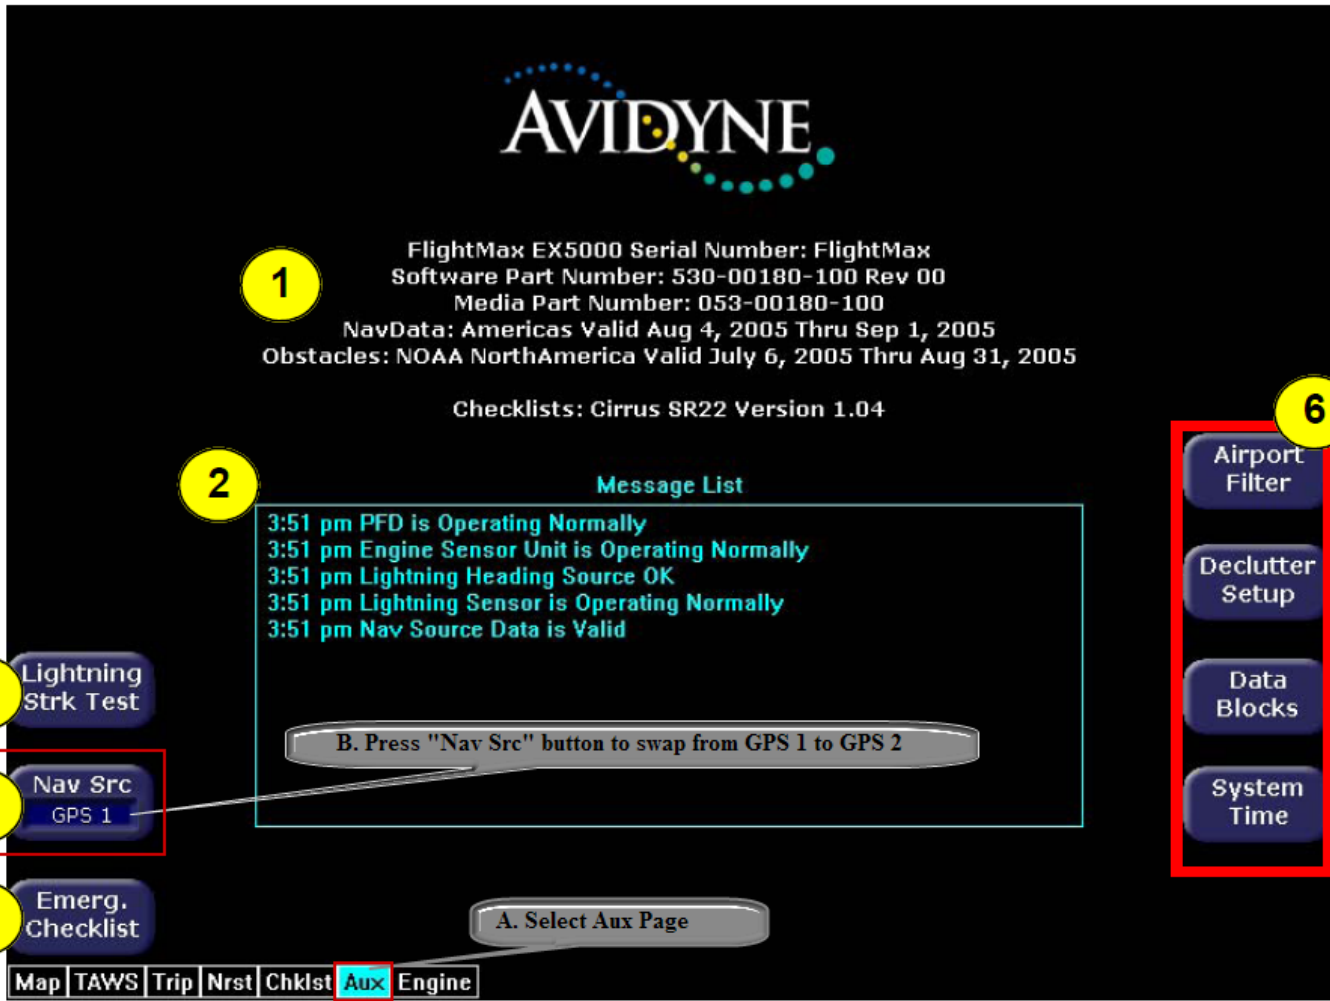 AVIDYNE
FlightMax EX5000 Serial Number: FlightMax
1
Software Part Number: 530-00180-100 Rev 00
Media Part Number: 053-00180-100
NavData: Americas Valid Aug 4, 2005 Thru Sep 1, 2005
Obstacles: NOAA NorthAmerica Valid July 6, 2005 Thru Aug 31, 2005
Checklists: Cirrus SR22 Version 1.04
6
Airport
Filter
2
Message List
3:51 pm PFD is Operating Normally
3:51 pm Engine Sensor Unit is Operating Normally
3:51 pm Lightning Heading Source OK
3:51 pm Lightning Sensor is Operating Normally
3:51 pm Nav Source Data is Valid
Declutter
Setup
Lightning
Strk Test
Data
Blocks
B. Press "Nav Src" button to swap from GPS 1 to GPS 2
Nav Src
GPS 1
System
Time
Emerg.
Checklist
A. Select Aux Page
Map TAWS Trip Nrst Chklst Aux Engine